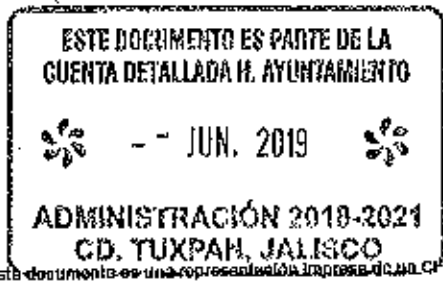 ESTE DOCUMENTO ES PARTE DE LA
CUENTA DETALLADA H. AYUNTAMIENTO
- - JUN. 2019
ADMINISTRACIÓN 2018-2021
CD. TUXPAN, JALISCO
este documento es una representación impresa de un CF